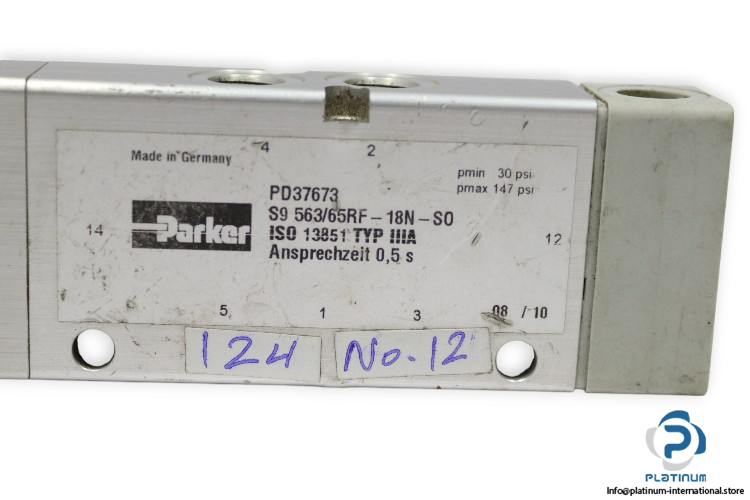 4
2
Made in Germany
pmin 30 psi
pmax 147 psi
PD37673
S9 563/65RF-18N-SO
Parker
ISO 13851 TYP IIIA
Ansprechzeit 0,5 s
14
12
5
1
3
08 / 10
124
No. 12
PLATINUM
Info@platinum-international.store